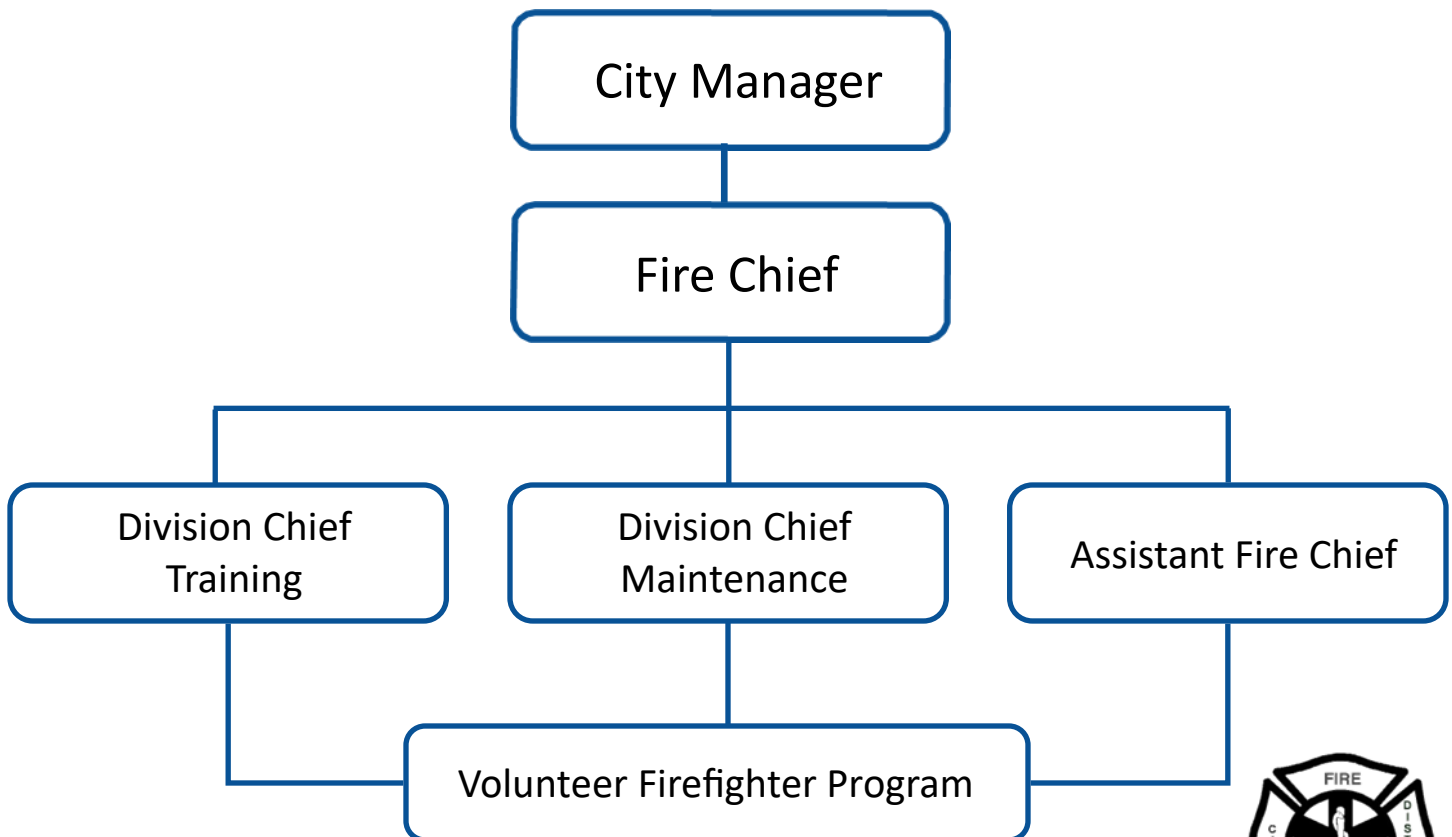 City Manager
Fire Chief
Division Chief
Training
Division Chief
Maintenance
Assistant Fire Chief
Volunteer Firefighter Program
FIRE